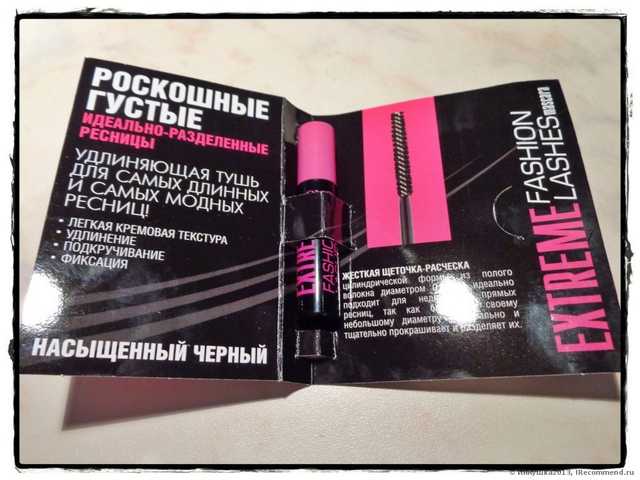 РОСКОШНЫЕ
ГУСТЫЕ
ИДЕАЛЬНО-РАЗДЕЛЕННЫЕ
РЕСНИЦЫ
УДЛИНЯЮЩАЯ ТУШЬ
ДЛЯ САМЫХ ДЛИННЫХ
И САМЫХ МОДНЫХ
РЕСНИЦ!
• ЛЕГКАЯ КРЕМОВАЯ ТЕКСТУРА
• УДЛИНЕНИЕ
• ПОДКРУЧИВАНИЕ
• ФИКСАЦИЯ
НАСЫЩЕННЫЙ ЧЕРНЫЙ
EXTREME
FASHION
ЖЕСТКАЯ ЩЕТОЧКА-РАСЧЕСКА
цилиндрической из полого
волокна диаметром идеально
подходит для прямых
ресниц, так как своему
небольшому диаметру и
тщательно прокрашивает и разделяет их.
EXTREME
FASHION
LASHES
mascara
IRecommend.ru